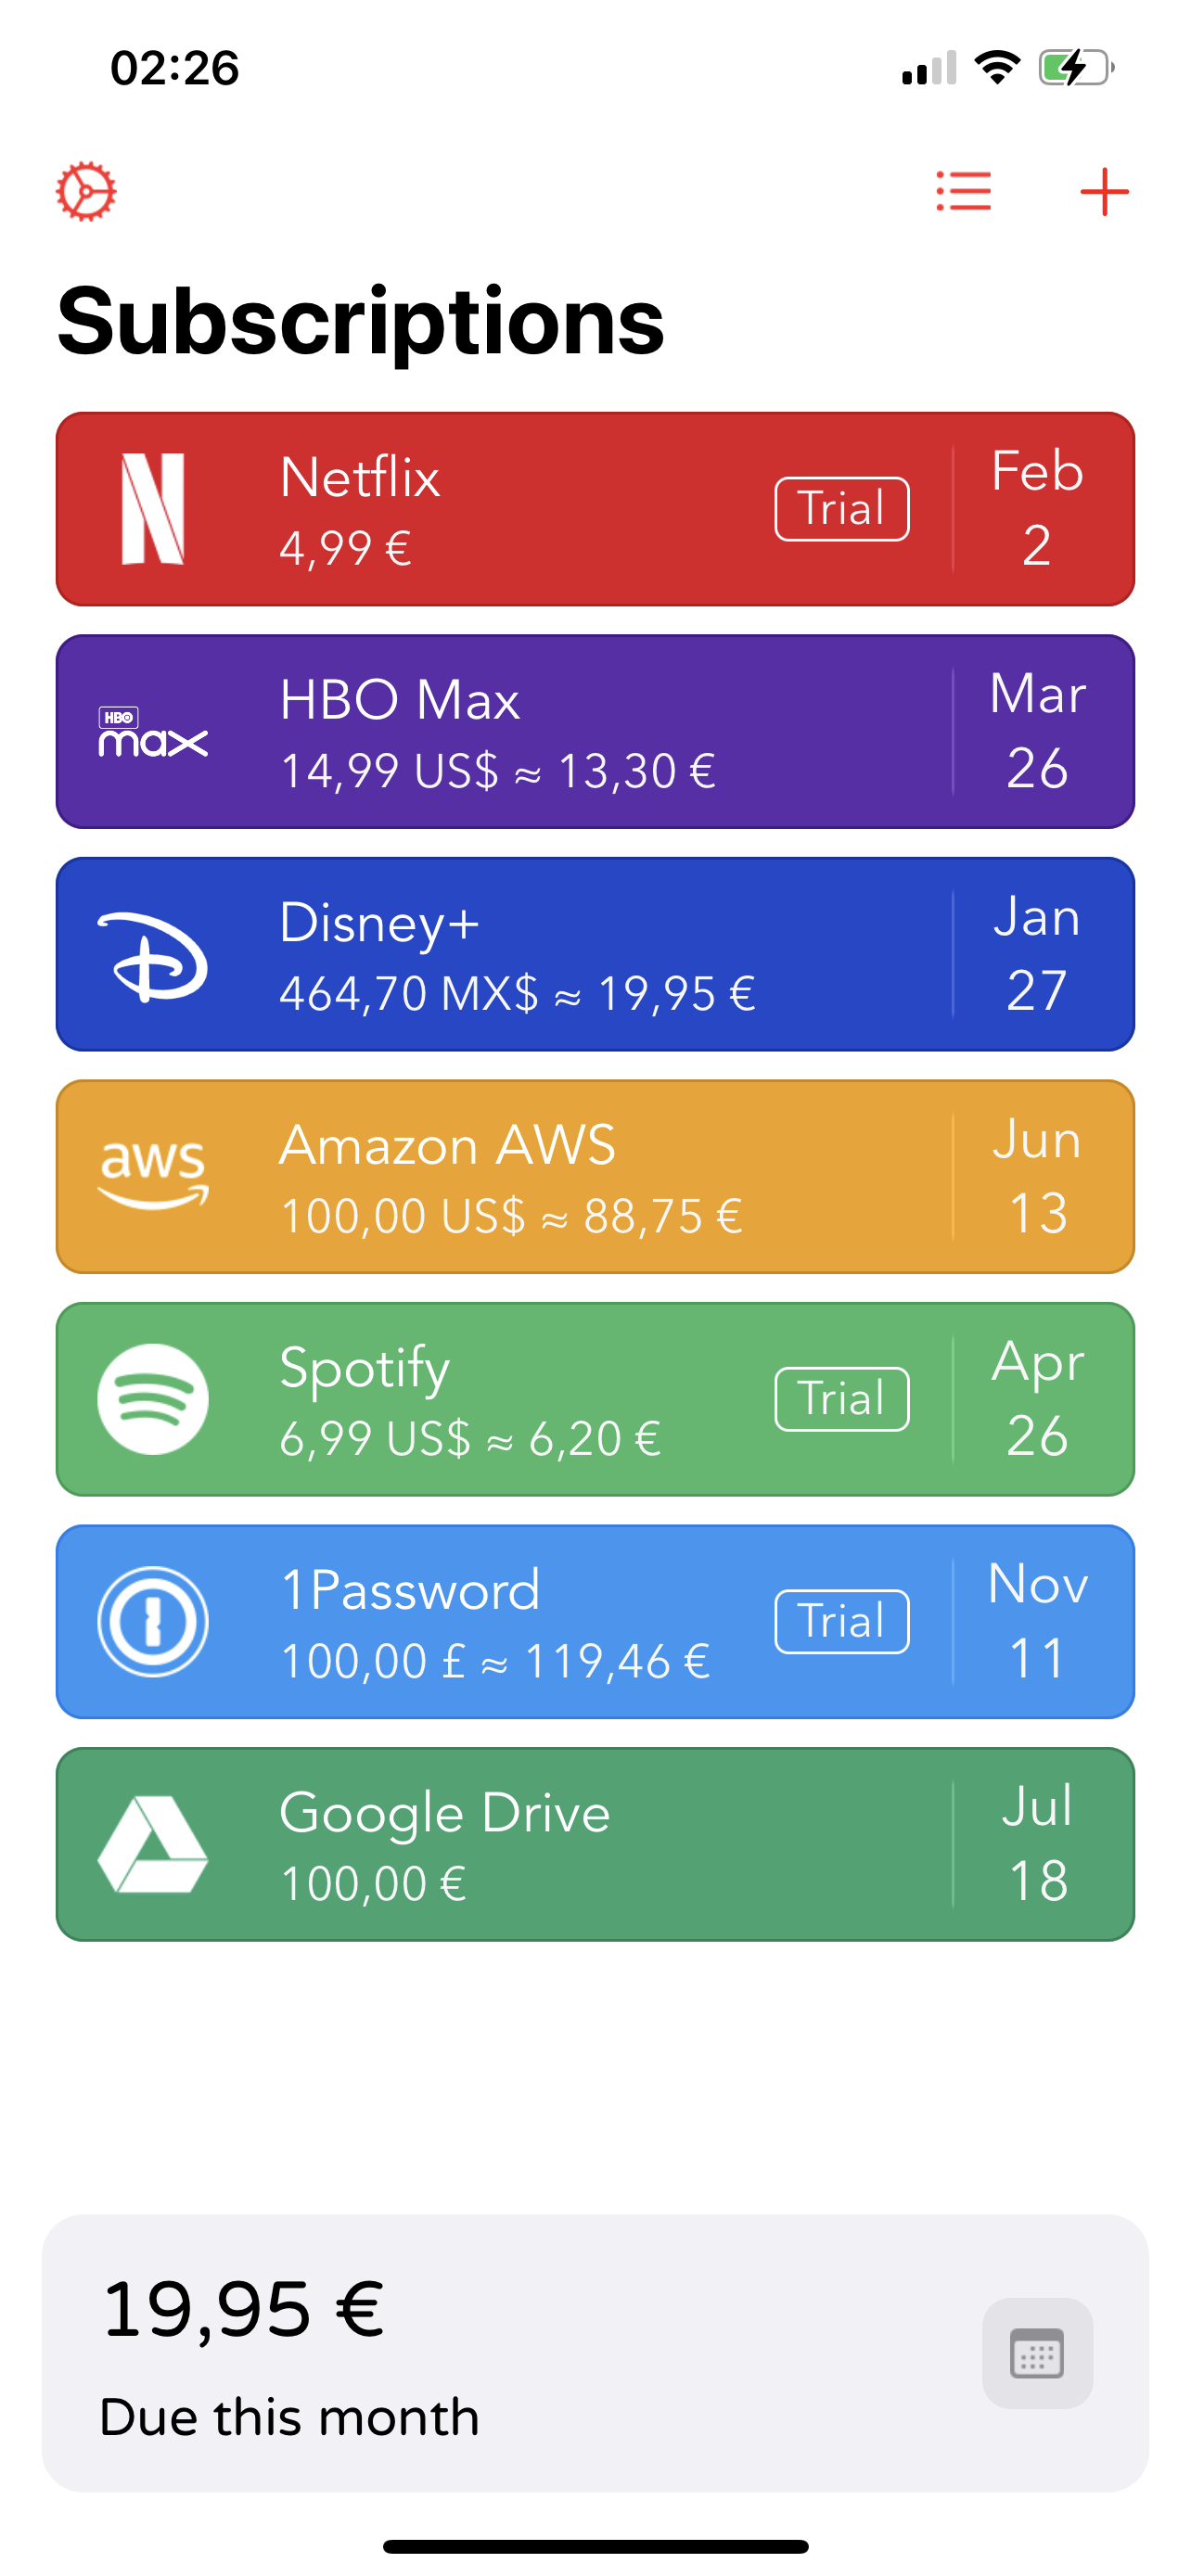 02:26
Subscriptions
Netflix
4,99 €
Trial
Feb
2
HBO max
HBO Max
14,99 US$ ≈ 13,30 €
Mar
26
Disney+
464,70 MX$ ≈ 19,95 €
Jan
27
aws
Amazon AWS
100,00 US$ ≈ 88,75 €
Jun
13
Spotify
6,99 US$ ≈ 6,20 €
Trial
Apr
26
1Password
100,00 £ ≈ 119,46 €
Trial
Nov
11
Google Drive
100,00 €
Jul
18
19,95 €
Due this month